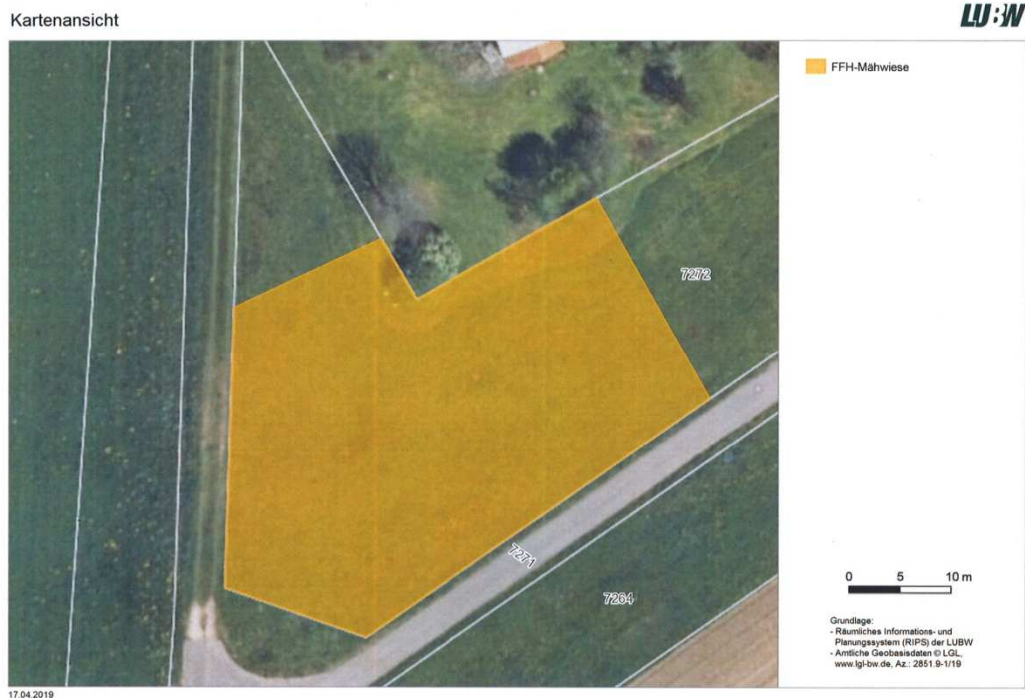 Kartenansicht
LUBW
FFH-Mähwiese
7272
7271
7264
0 5 10 m
Grundlage:
- Räumliches Informations- und
Planungssystem (RIPS) der LUBW
- Amtliche Geobasisdaten © LGL,
www.lgl-bw.de, Az.: 2851.9-1/19
17.04.2019